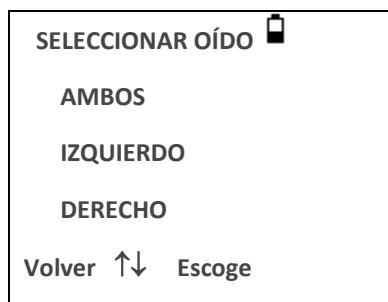 SELECCIONAR OÍDO
AMBOS
IZQUIERDO
DERECHO
Volver ↑↓ Escoge